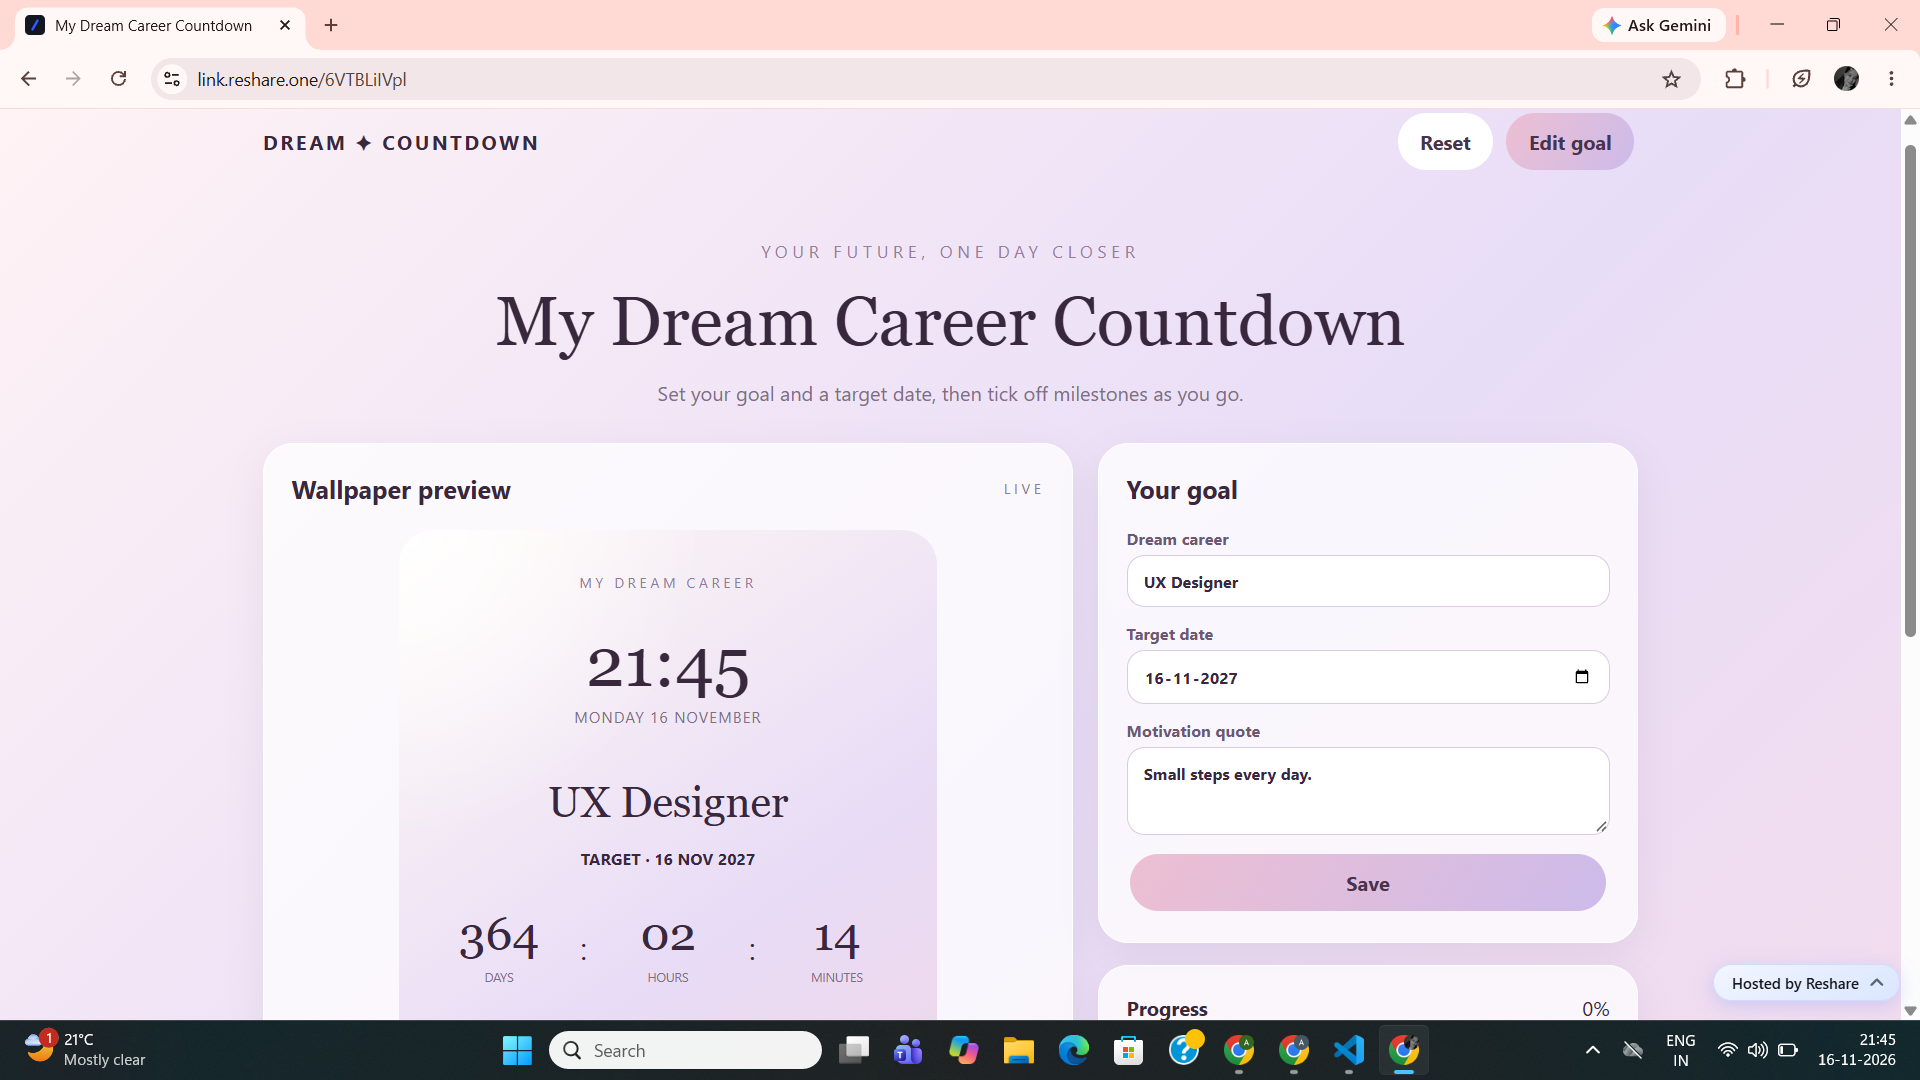 My Dream Career Countdown
Ask Gemini
link.reshare.one/6VTBLiIVpl
DREAM ✦ COUNTDOWN
Reset
Edit goal
YOUR FUTURE, ONE DAY CLOSER
My Dream Career Countdown
Set your goal and a target date, then tick off milestones as you go.
Wallpaper preview
LIVE
MY DREAM CAREER
21:45
MONDAY 16 NOVEMBER
UX Designer
TARGET · 16 NOV 2027
364 : 02 : 14
DAYS HOURS MINUTES
Your goal
Dream career
UX Designer
Target date
16-11-2027
Motivation quote
Small steps every day.
Save
Progress
0%
Hosted by Reshare
1
21°C
Mostly clear
Search
ENG
IN
21:45
16-11-2026